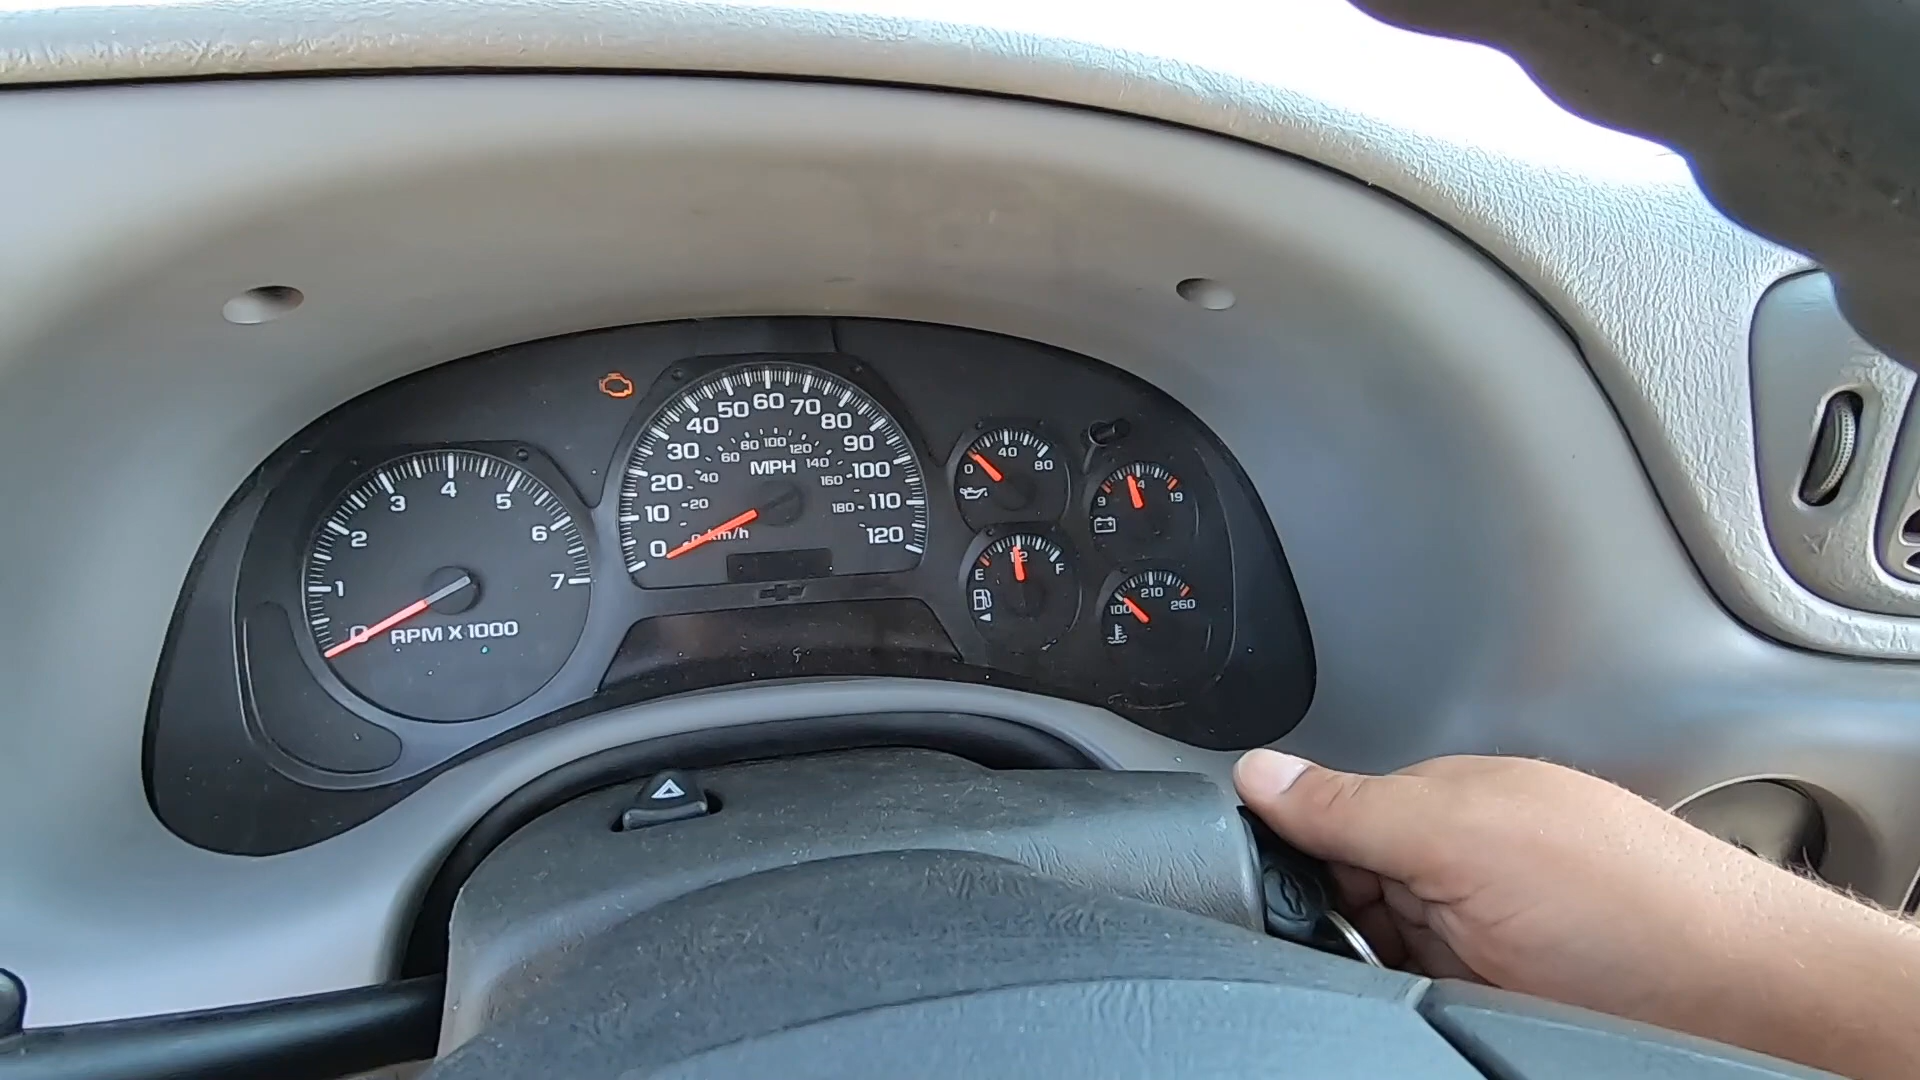 0 1 2 3 4 5 6 7
RPM X 1000
0 10 20 30 40 50 60 70 80 90 100 110 120
20 40 60 80 100 120 140 160 180
MPH
km/h
0 40 80
9 19
E F
100 210 260